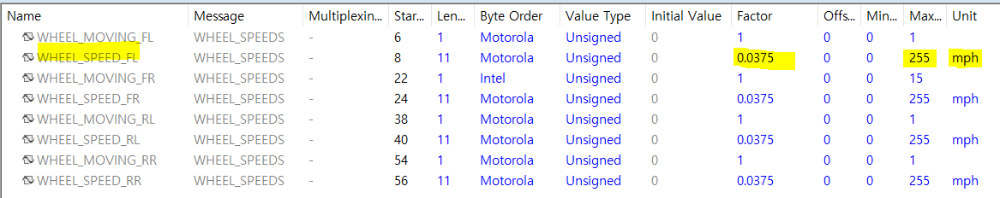 Name Message Multiplexin... Star... Len... Byte Order Value Type Initial Value Factor Offs... Min... Max... Unit
WHEEL_MOVING_FL WHEEL_SPEEDS - 6 1 Motorola Unsigned 0 1 0 0 1
WHEEL_SPEED_FL WHEEL_SPEEDS - 8 11 Motorola Unsigned 0 0.0375 0 0 255 mph
WHEEL_MOVING_FR WHEEL_SPEEDS - 22 1 Intel Unsigned 0 1 0 0 15
WHEEL_SPEED_FR WHEEL_SPEEDS - 24 11 Motorola Unsigned 0 0.0375 0 0 255 mph
WHEEL_MOVING_RL WHEEL_SPEEDS - 38 1 Motorola Unsigned 0 1 0 0 1
WHEEL_SPEED_RL WHEEL_SPEEDS - 40 11 Motorola Unsigned 0 0.0375 0 0 255 mph
WHEEL_MOVING_RR WHEEL_SPEEDS - 54 1 Motorola Unsigned 0 1 0 0 1
WHEEL_SPEED_RR WHEEL_SPEEDS - 56 11 Motorola Unsigned 0 0.0375 0 0 255 mph